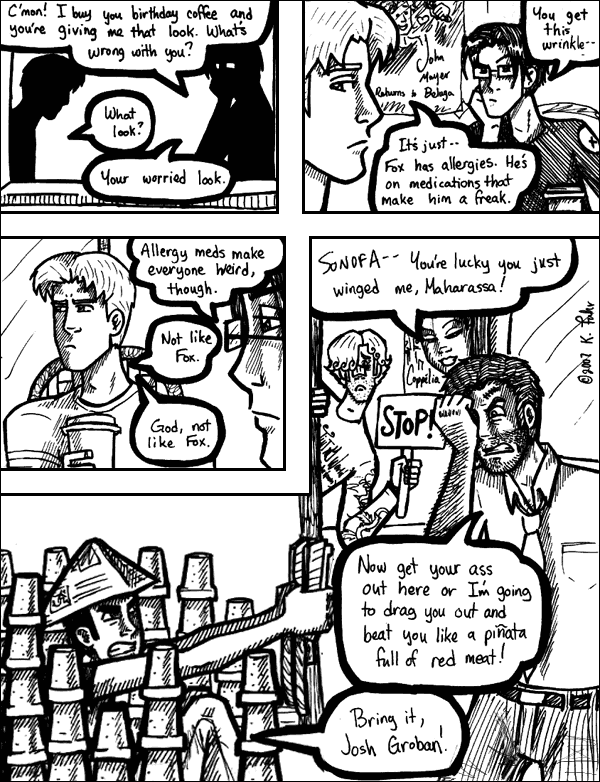 C'mon! I buy you birthday coffee and
you're giving me that look. What's
wrong with you?
What
look?
Your worried look.
You get
this
wrinkle--
John
Mayer
Returns to Beluga
It's just--
Fox has allergies. He's
on medications that
make him a freak.
Allergy meds make
everyone weird,
though.
Not like
Fox.
God, not
like Fox.
SONOFA-- You're lucky you just
winged me, Maharassa!
©2007 K.
Coppélia
STOP!
Now get your ass
out here or I'm going
to drag you out and
beat you like a piñata
full of red meat!
Bring it,
Josh Groban!